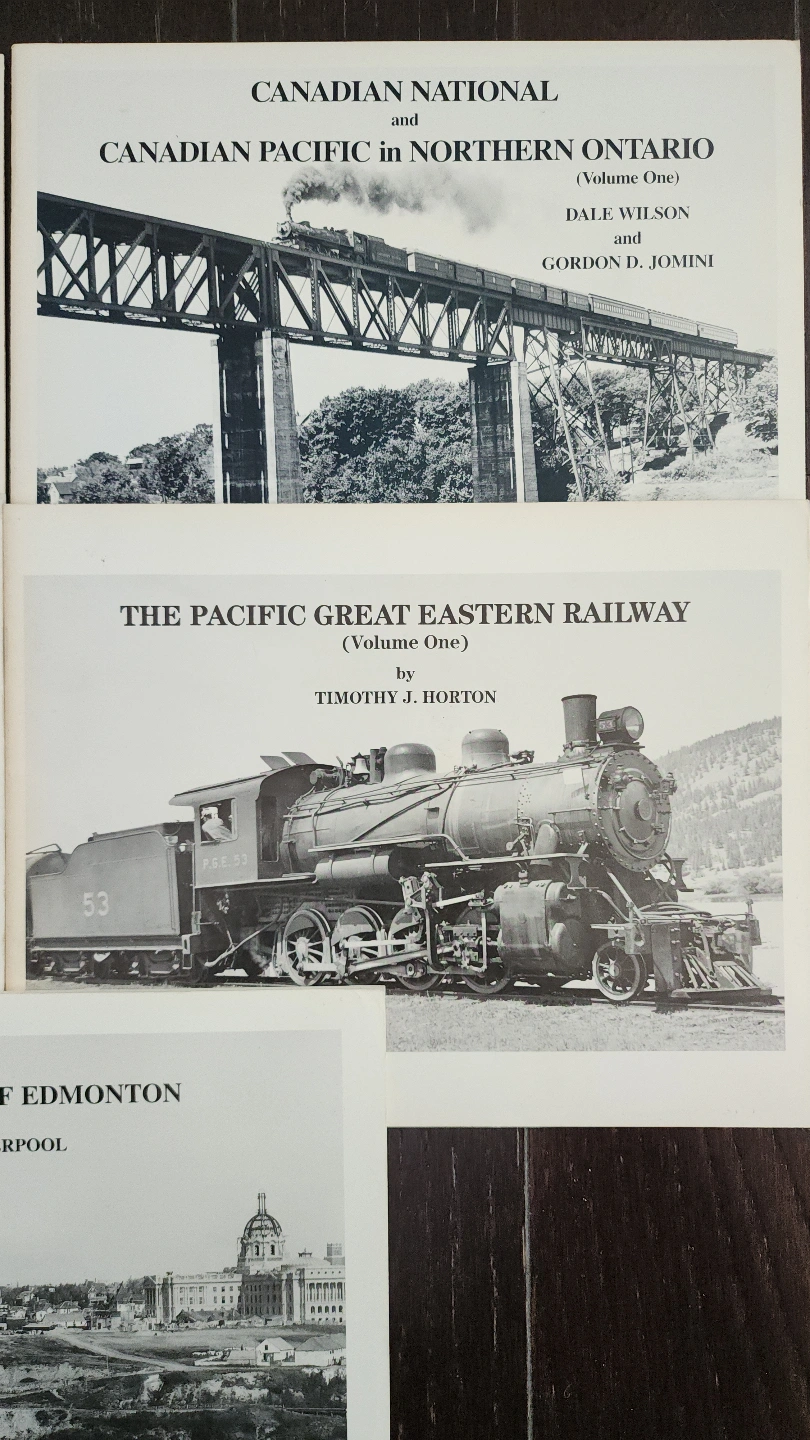 CANADIAN NATIONAL
and
CANADIAN PACIFIC in NORTHERN ONTARIO
(Volume One)
DALE WILSON
and
GORDON D. JOMINI
THE PACIFIC GREAT EASTERN RAILWAY
(Volume One)
by
TIMOTHY J. HORTON
P.G.E. 53
53
F EDMONTON
RPOOL